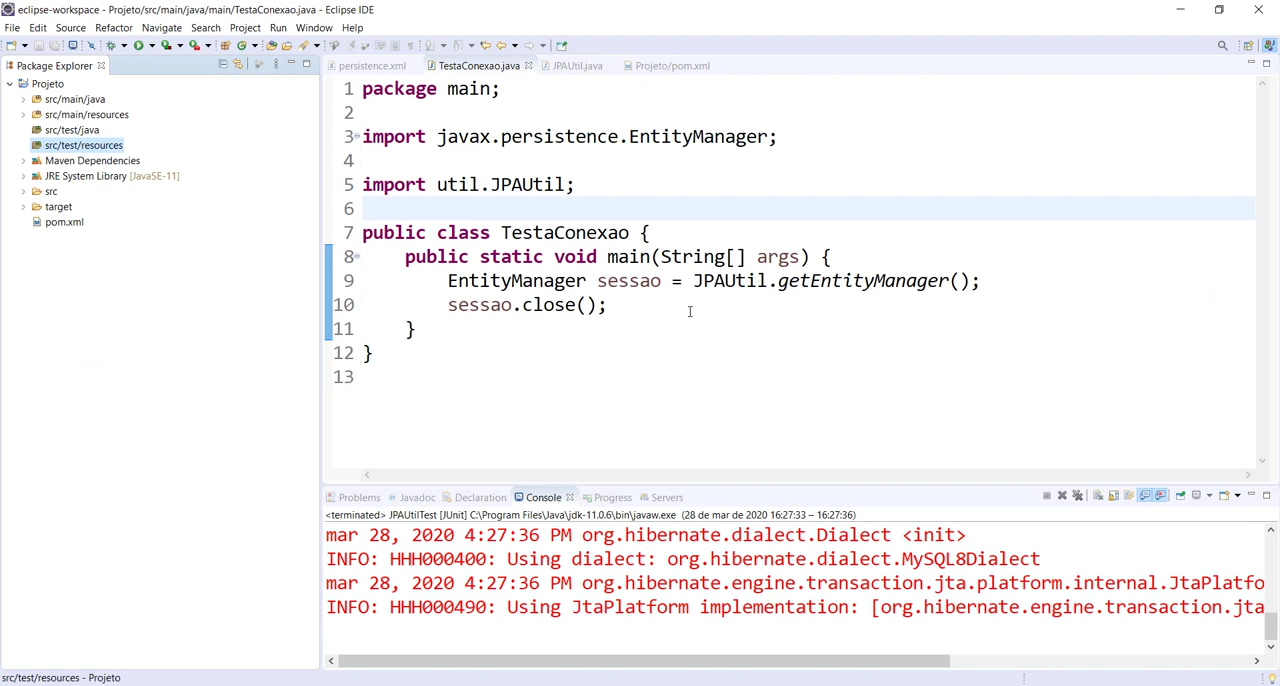 eclipse-workspace - Projeto/src/main/java/main/TestaConexao.java - Eclipse IDE
File Edit Source Refactor Navigate Search Project Run Window Help
Package Explorer
persistence.xml TestaConexao.java JPAUtil.java Projeto/pom.xml
Projeto
src/main/java
src/main/resources
src/test/java
src/test/resources
Maven Dependencies
JRE System Library [JavaSE-11]
src
target
pom.xml
1 package main;
2
3 import javax.persistence.EntityManager;
4
5 import util.JPAUtil;
6
7 public class TestaConexao {
8 public static void main(String[] args) {
9 EntityManager sessao = JPAUtil.getEntityManager();
10 sessao.close();
11 }
12 }
13
Problems Javadoc Declaration Console Progress Servers
<terminated> JPAUtilTest [JUnit] C:\Program Files\Java\jdk-11.0.6\bin\javaw.exe (28 de mar de 2020 16:27:33 – 16:27:36)
mar 28, 2020 4:27:36 PM org.hibernate.dialect.Dialect <init>
INFO: HHH000400: Using dialect: org.hibernate.dialect.MySQL8Dialect
mar 28, 2020 4:27:36 PM org.hibernate.engine.transaction.jta.platform.internal.JtaPlatfo
INFO: HHH000490: Using JtaPlatform implementation: [org.hibernate.engine.transaction.jta
src/test/resources - Projeto